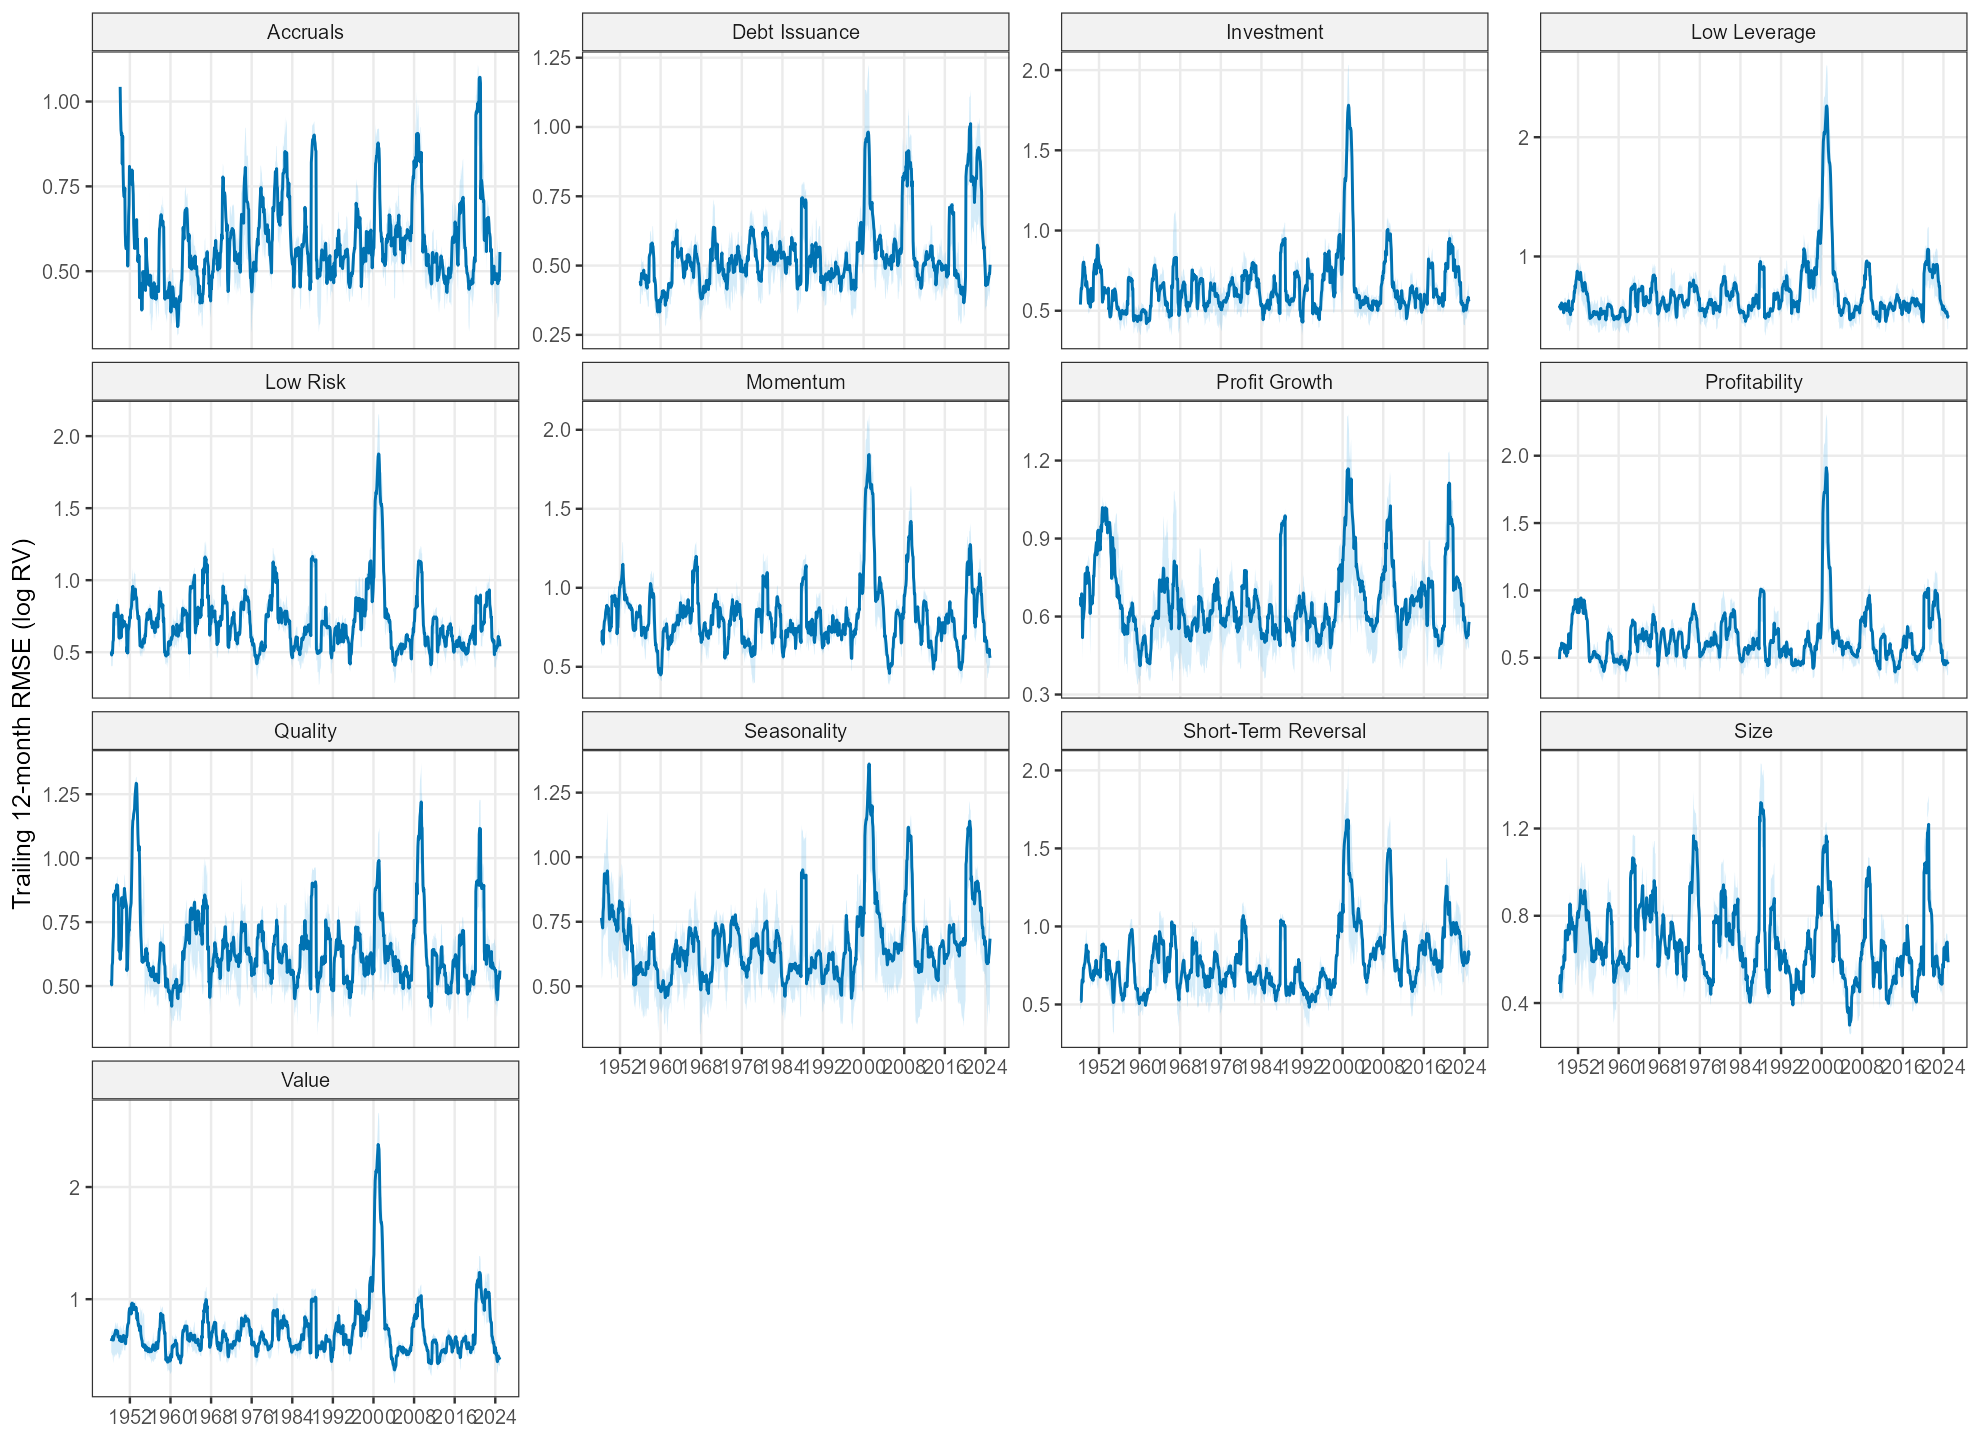 Accruals
Debt Issuance
Investment
Low Leverage
1.00
0.75
0.50
1.25
1.00
0.75
0.50
0.25
2.0
1.5
1.0
0.5
2
1
Low Risk
Momentum
Profit Growth
Profitability
2.0
1.5
1.0
0.5
2.0
1.5
1.0
0.5
1.2
0.9
0.6
0.3
2.0
1.5
1.0
0.5
Trailing 12-month RMSE (log RV)
Quality
Seasonality
Short-Term Reversal
Size
1.25
1.00
0.75
0.50
1.25
1.00
0.75
0.50
2.0
1.5
1.0
0.5
1.2
0.8
0.4
1952 1960 1968 1976 1984 1992 2000 2008 2016 2024
1952 1960 1968 1976 1984 1992 2000 2008 2016 2024
1952 1960 1968 1976 1984 1992 2000 2008 2016 2024
Value
2
1
1952 1960 1968 1976 1984 1992 2000 2008 2016 2024